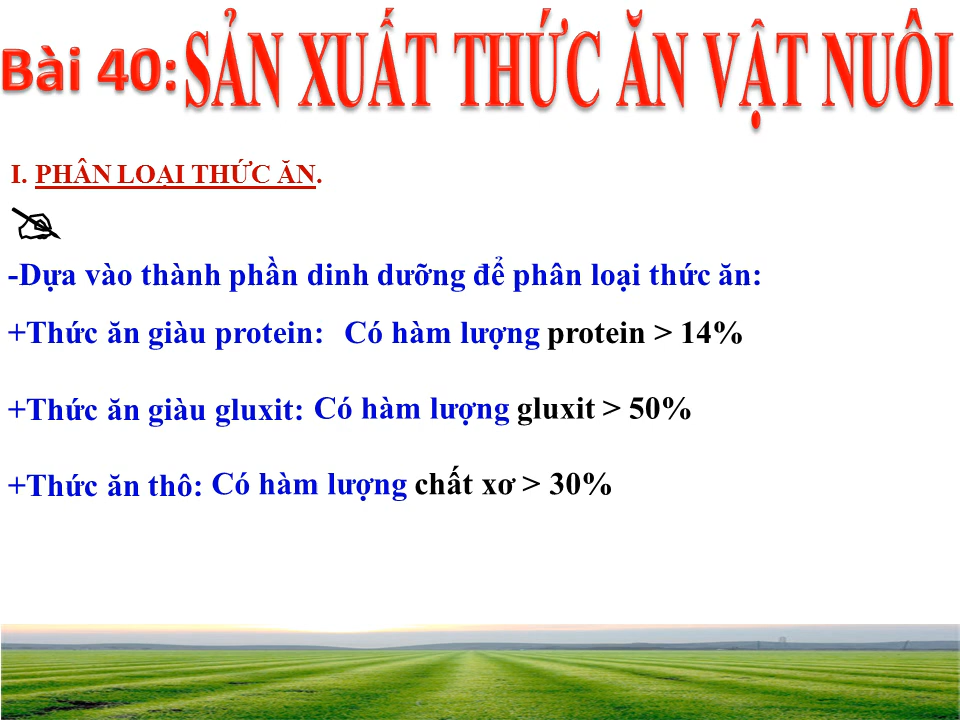 Bài 40: SẢN XUẤT THỨC ĂN VẬT NUÔI
I. PHÂN LOẠI THỨC ĂN.
-Dựa vào thành phần dinh dưỡng để phân loại thức ăn:
+Thức ăn giàu protein: Có hàm lượng protein > 14%
+Thức ăn giàu gluxit: Có hàm lượng gluxit > 50%
+Thức ăn thô: Có hàm lượng chất xơ > 30%